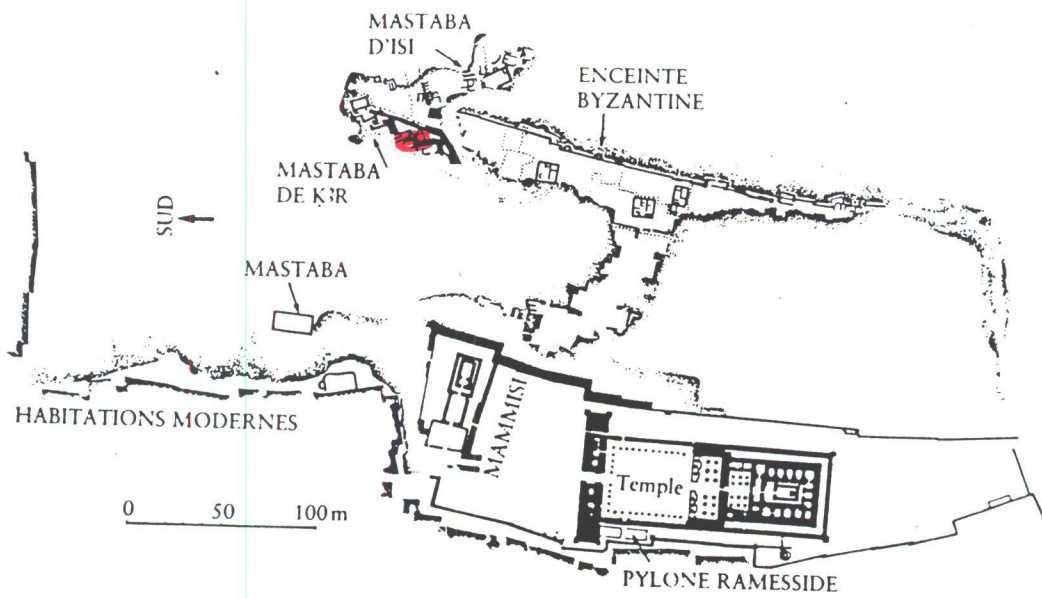 MASTABA
D'ISI
ENCEINTE
BYZANTINE
MASTABA
DE K3R
SUD
MASTABA
HABITATIONS MODERNES
MAMMISI
0 50 100 m
Temple
PYLONE RAMESSIDE